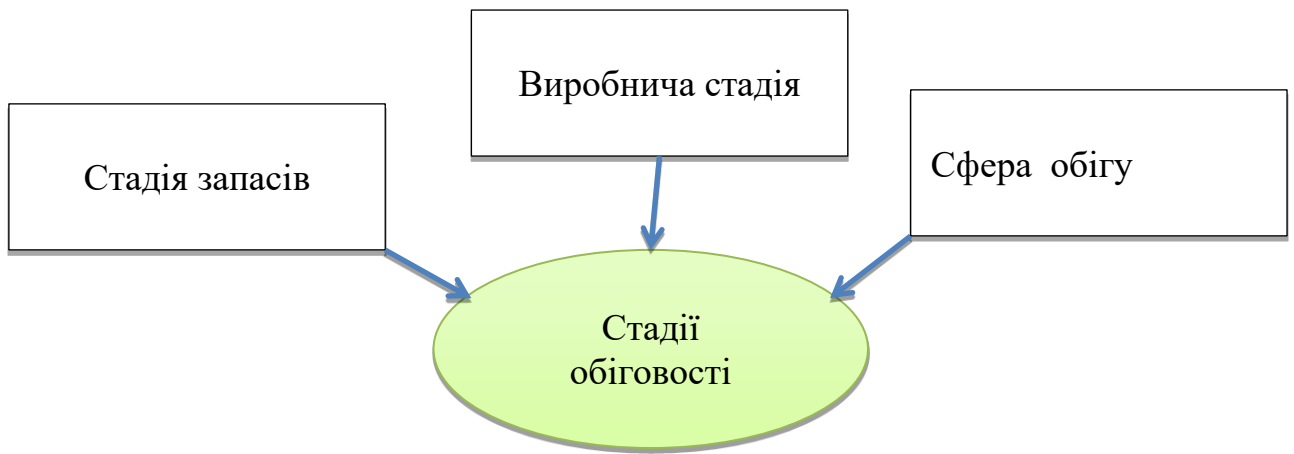 Виробнича стадія
Стадія запасів
Сфера  обігу
Стадії
обіговості